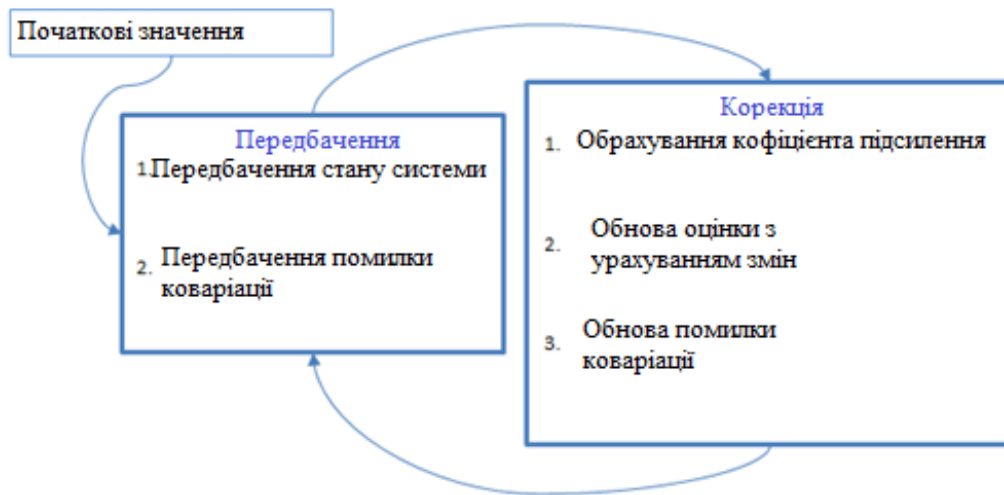 Початкові значення
Передбачення
1.Передбачення стану системи
2. Передбачення помилки
коваріації
Корекція
1. Обрахування кофіцієнта підсилення
2. Обнова оцінки з
урахуванням змін
3. Обнова помилки
коваріації